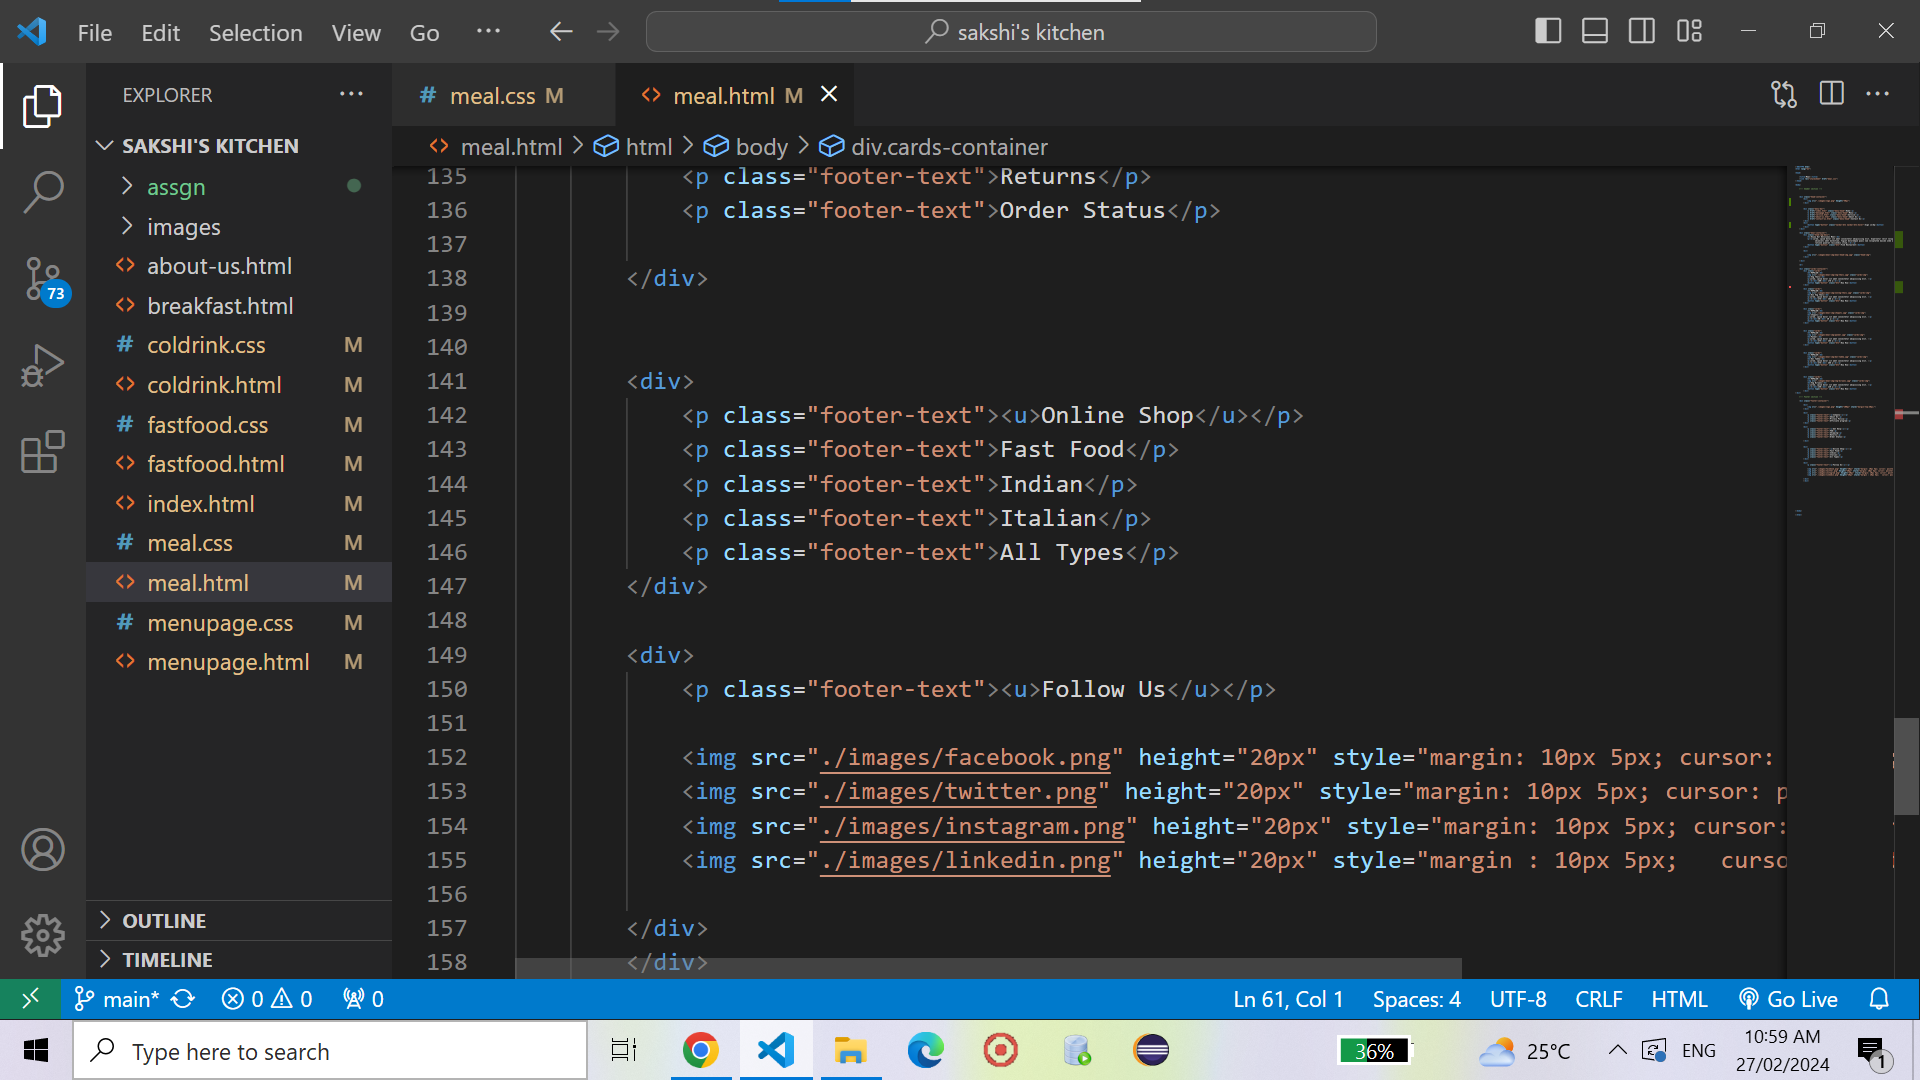 File Edit Selection View Go ··· sakshi's kitchen
EXPLORER ···
# meal.css M
<> meal.html M
<> meal.html > html > body > div.cards-container
SAKSHI'S KITCHEN
assgn
images
<> about-us.html
<> breakfast.html
# coldrink.css M
<> coldrink.html M
# fastfood.css M
<> fastfood.html M
<> index.html M
# meal.css M
<> meal.html M
# menupage.css M
<> menupage.html M
73
OUTLINE
TIMELINE
135 <p class="footer-text">Returns</p>
136 <p class="footer-text">Order Status</p>
137
138 </div>
139
140
141 <div>
142 <p class="footer-text"><u>Online Shop</u></p>
143 <p class="footer-text">Fast Food</p>
144 <p class="footer-text">Indian</p>
145 <p class="footer-text">Italian</p>
146 <p class="footer-text">All Types</p>
147 </div>
148
149 <div>
150 <p class="footer-text"><u>Follow Us</u></p>
151
152 <img src="./images/facebook.png" height="20px" style="margin: 10px 5px; cursor:
153 <img src="./images/twitter.png" height="20px" style="margin: 10px 5px; cursor: p
154 <img src="./images/instagram.png" height="20px" style="margin: 10px 5px; cursor:
155 <img src="./images/linkedin.png" height="20px" style="margin : 10px 5px;   curso
156
157 </div>
158 </div>
main* 0 0 0 Ln 61, Col 1 Spaces: 4 UTF-8 CRLF HTML Go Live
Type here to search
36%
25°C
ENG
10:59 AM
27/02/2024
1